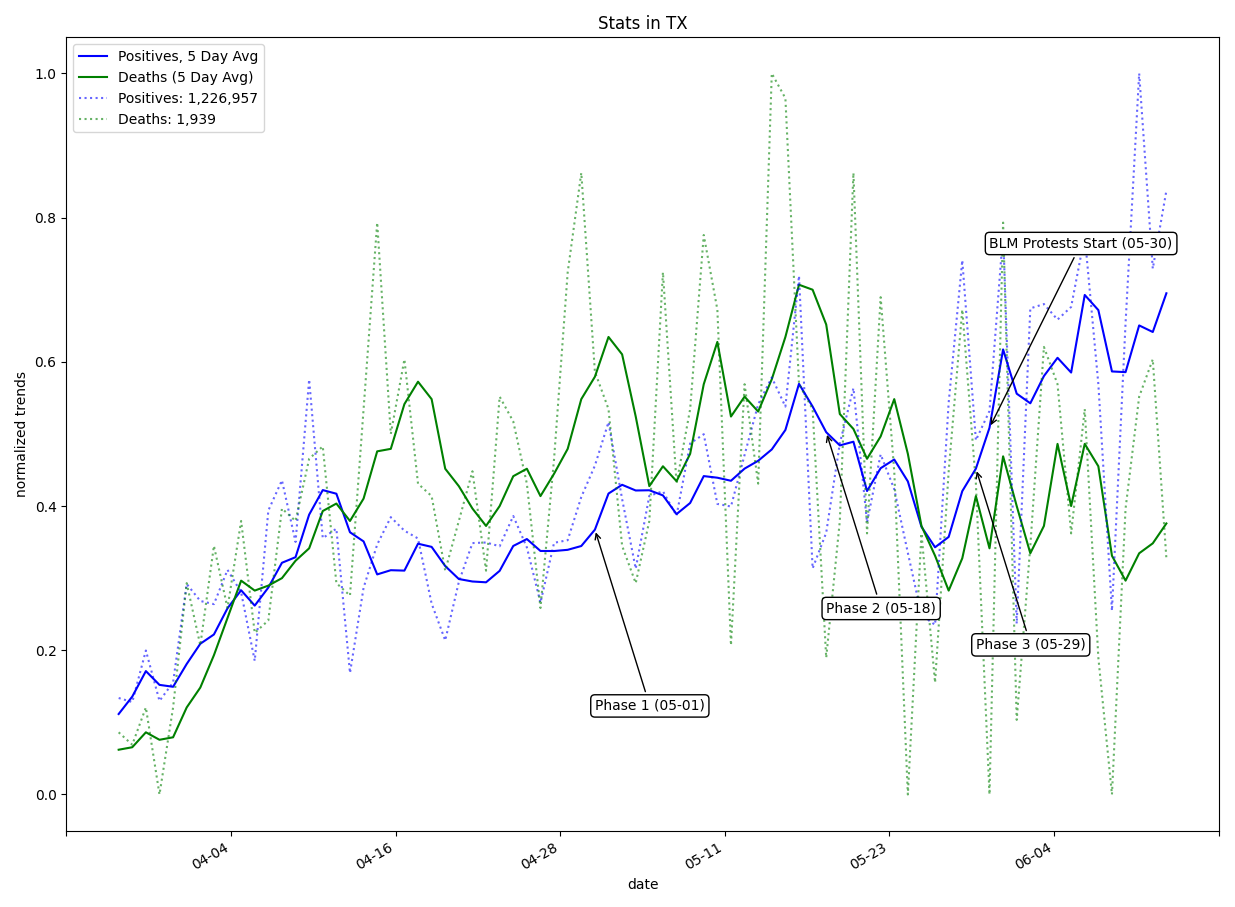 Stats in TX
Positives, 5 Day Avg
Deaths (5 Day Avg)
Positives: 1,226,957
Deaths: 1,939
1.0
0.8
0.6
0.4
0.2
0.0
normalized trends
BLM Protests Start (05-30)
Phase 2 (05-18)
Phase 3 (05-29)
Phase 1 (05-01)
04-04
04-16
04-28
05-11
05-23
06-04
date